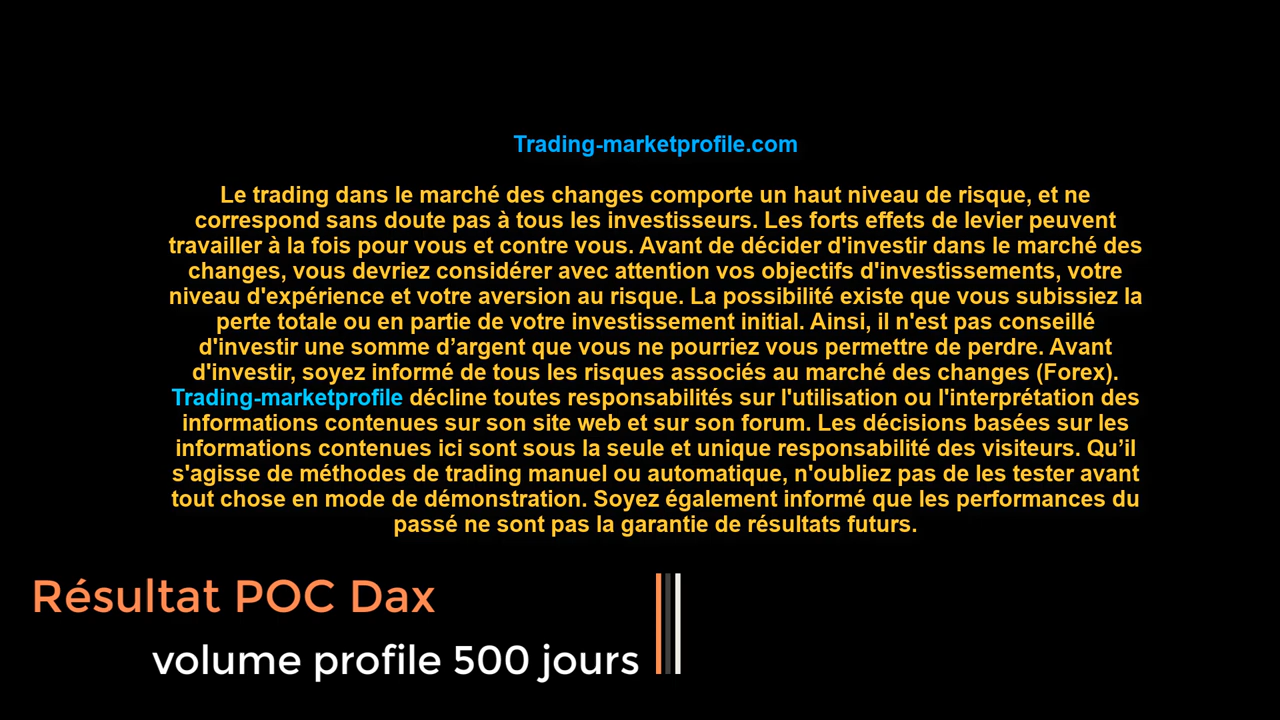 Trading-marketprofile.com
Le trading dans le marché des changes comporte un haut niveau de risque, et ne
correspond sans doute pas à tous les investisseurs. Les forts effets de levier peuvent
travailler à la fois pour vous et contre vous. Avant de décider d'investir dans le marché des
changes, vous devriez considérer avec attention vos objectifs d'investissements, votre
niveau d'expérience et votre aversion au risque. La possibilité existe que vous subissiez la
perte totale ou en partie de votre investissement initial. Ainsi, il n'est pas conseillé
d'investir une somme d’argent que vous ne pourriez vous permettre de perdre. Avant
d'investir, soyez informé de tous les risques associés au marché des changes (Forex).
Trading-marketprofile décline toutes responsabilités sur l'utilisation ou l'interprétation des
informations contenues sur son site web et sur son forum. Les décisions basées sur les
informations contenues ici sont sous la seule et unique responsabilité des visiteurs. Qu’il
s'agisse de méthodes de trading manuel ou automatique, n'oubliez pas de les tester avant
tout chose en mode de démonstration. Soyez également informé que les performances du
passé ne sont pas la garantie de résultats futurs.
Résultat POC Dax
volume profile 500 jours